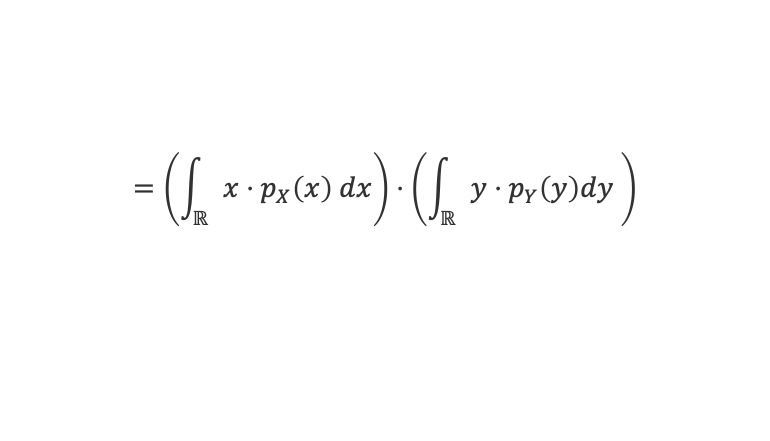 = (∫_ℝ x · p_X(x) dx) · (∫_ℝ y · p_Y(y)dy )